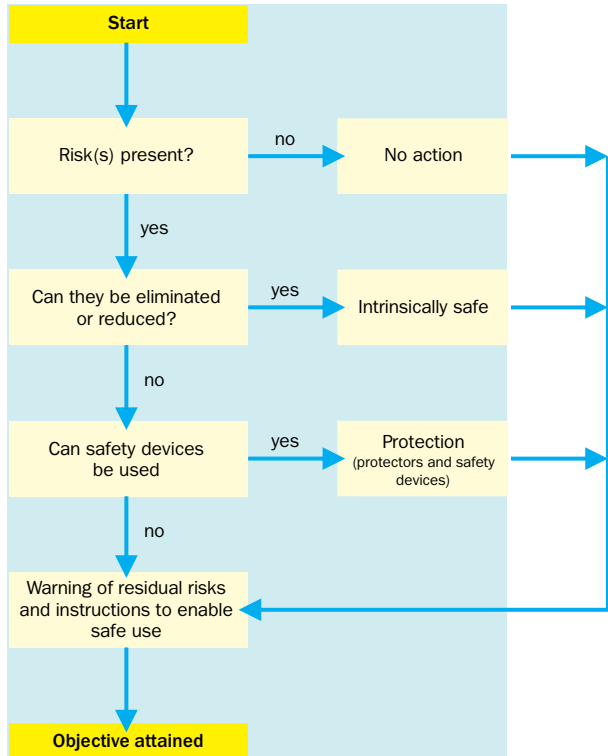 Start
Risk(s) present?
no
No action
yes
Can they be eliminated
or reduced?
yes
Intrinsically safe
no
Can safety devices
be used
yes
Protection
(protectors and safety
devices)
no
Warning of residual risks
and instructions to enable
safe use
Objective attained